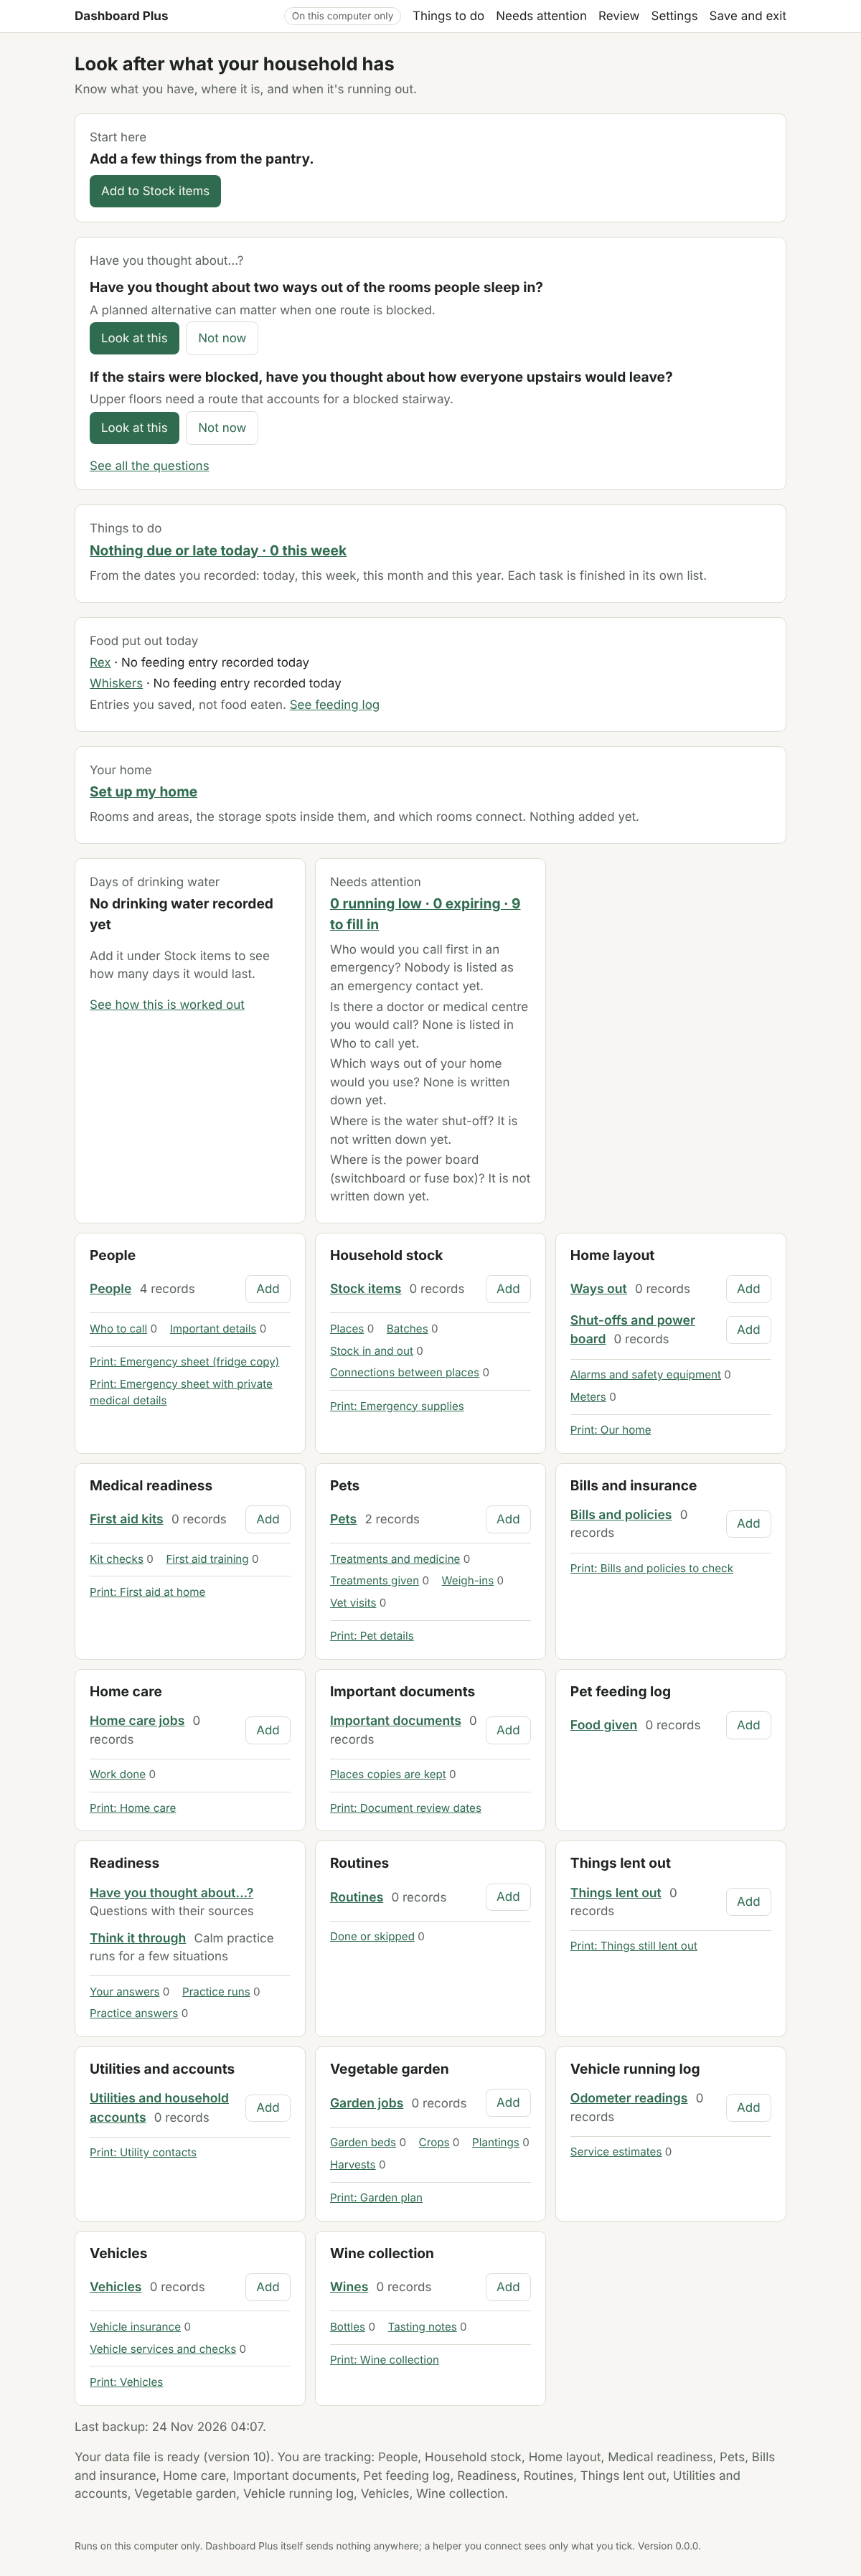 Dashboard Plus
On this computer only
Things to do
Needs attention
Review
Settings
Save and exit
Look after what your household has
Know what you have, where it is, and when it's running out.
Start here
Add a few things from the pantry.
Add to Stock items
Have you thought about...?
Have you thought about two ways out of the rooms people sleep in?
A planned alternative can matter when one route is blocked.
Look at this
Not now
If the stairs were blocked, have you thought about how everyone upstairs would leave?
Upper floors need a route that accounts for a blocked stairway.
Look at this
Not now
See all the questions
Things to do
Nothing due or late today · 0 this week
From the dates you recorded: today, this week, this month and this year. Each task is finished in its own list.
Food put out today
Rex · No feeding entry recorded today
Whiskers · No feeding entry recorded today
Entries you saved, not food eaten. See feeding log
Your home
Set up my home
Rooms and areas, the storage spots inside them, and which rooms connect. Nothing added yet.
Days of drinking water
No drinking water recorded
yet
Add it under Stock items to see
how many days it would last.
See how this is worked out
Needs attention
0 running low · 0 expiring · 9
to fill in
Who would you call first in an
emergency? Nobody is listed as
an emergency contact yet.
Is there a doctor or medical centre
you would call? None is listed in
Who to call yet.
Which ways out of your home
would you use? None is written
down yet.
Where is the water shut-off? It is
not written down yet.
Where is the power board
(switchboard or fuse box)? It is not
written down yet.
People
People 4 records
Add
Who to call 0 Important details 0
Print: Emergency sheet (fridge copy)
Print: Emergency sheet with private
medical details
Household stock
Stock items 0 records
Add
Places 0 Batches 0
Stock in and out 0
Connections between places 0
Print: Emergency supplies
Home layout
Ways out 0 records
Add
Shut-offs and power
board 0 records
Add
Alarms and safety equipment 0
Meters 0
Print: Our home
Medical readiness
First aid kits 0 records
Add
Kit checks 0 First aid training 0
Print: First aid at home
Pets
Pets 2 records
Add
Treatments and medicine 0
Treatments given 0 Weigh-ins 0
Vet visits 0
Print: Pet details
Bills and insurance
Bills and policies 0
records
Add
Print: Bills and policies to check
Home care
Home care jobs 0
records
Add
Work done 0
Print: Home care
Important documents
Important documents 0
records
Add
Places copies are kept 0
Print: Document review dates
Pet feeding log
Food given 0 records
Add
Readiness
Have you thought about...?
Questions with their sources
Think it through Calm practice
runs for a few situations
Your answers 0 Practice runs 0
Practice answers 0
Routines
Routines 0 records
Add
Done or skipped 0
Things lent out
Things lent out 0
records
Add
Print: Things still lent out
Utilities and accounts
Utilities and household
accounts 0 records
Add
Print: Utility contacts
Vegetable garden
Garden jobs 0 records
Add
Garden beds 0 Crops 0 Plantings 0
Harvests 0
Print: Garden plan
Vehicle running log
Odometer readings 0
records
Add
Service estimates 0
Vehicles
Vehicles 0 records
Add
Vehicle insurance 0
Vehicle services and checks 0
Print: Vehicles
Wine collection
Wines 0 records
Add
Bottles 0 Tasting notes 0
Print: Wine collection
Last backup: 24 Nov 2026 04:07.
Your data file is ready (version 10). You are tracking: People, Household stock, Home layout, Medical readiness, Pets, Bills
and insurance, Home care, Important documents, Pet feeding log, Readiness, Routines, Things lent out, Utilities and
accounts, Vegetable garden, Vehicle running log, Vehicles, Wine collection.
Runs on this computer only. Dashboard Plus itself sends nothing anywhere; a helper you connect sees only what you tick. Version 0.0.0.